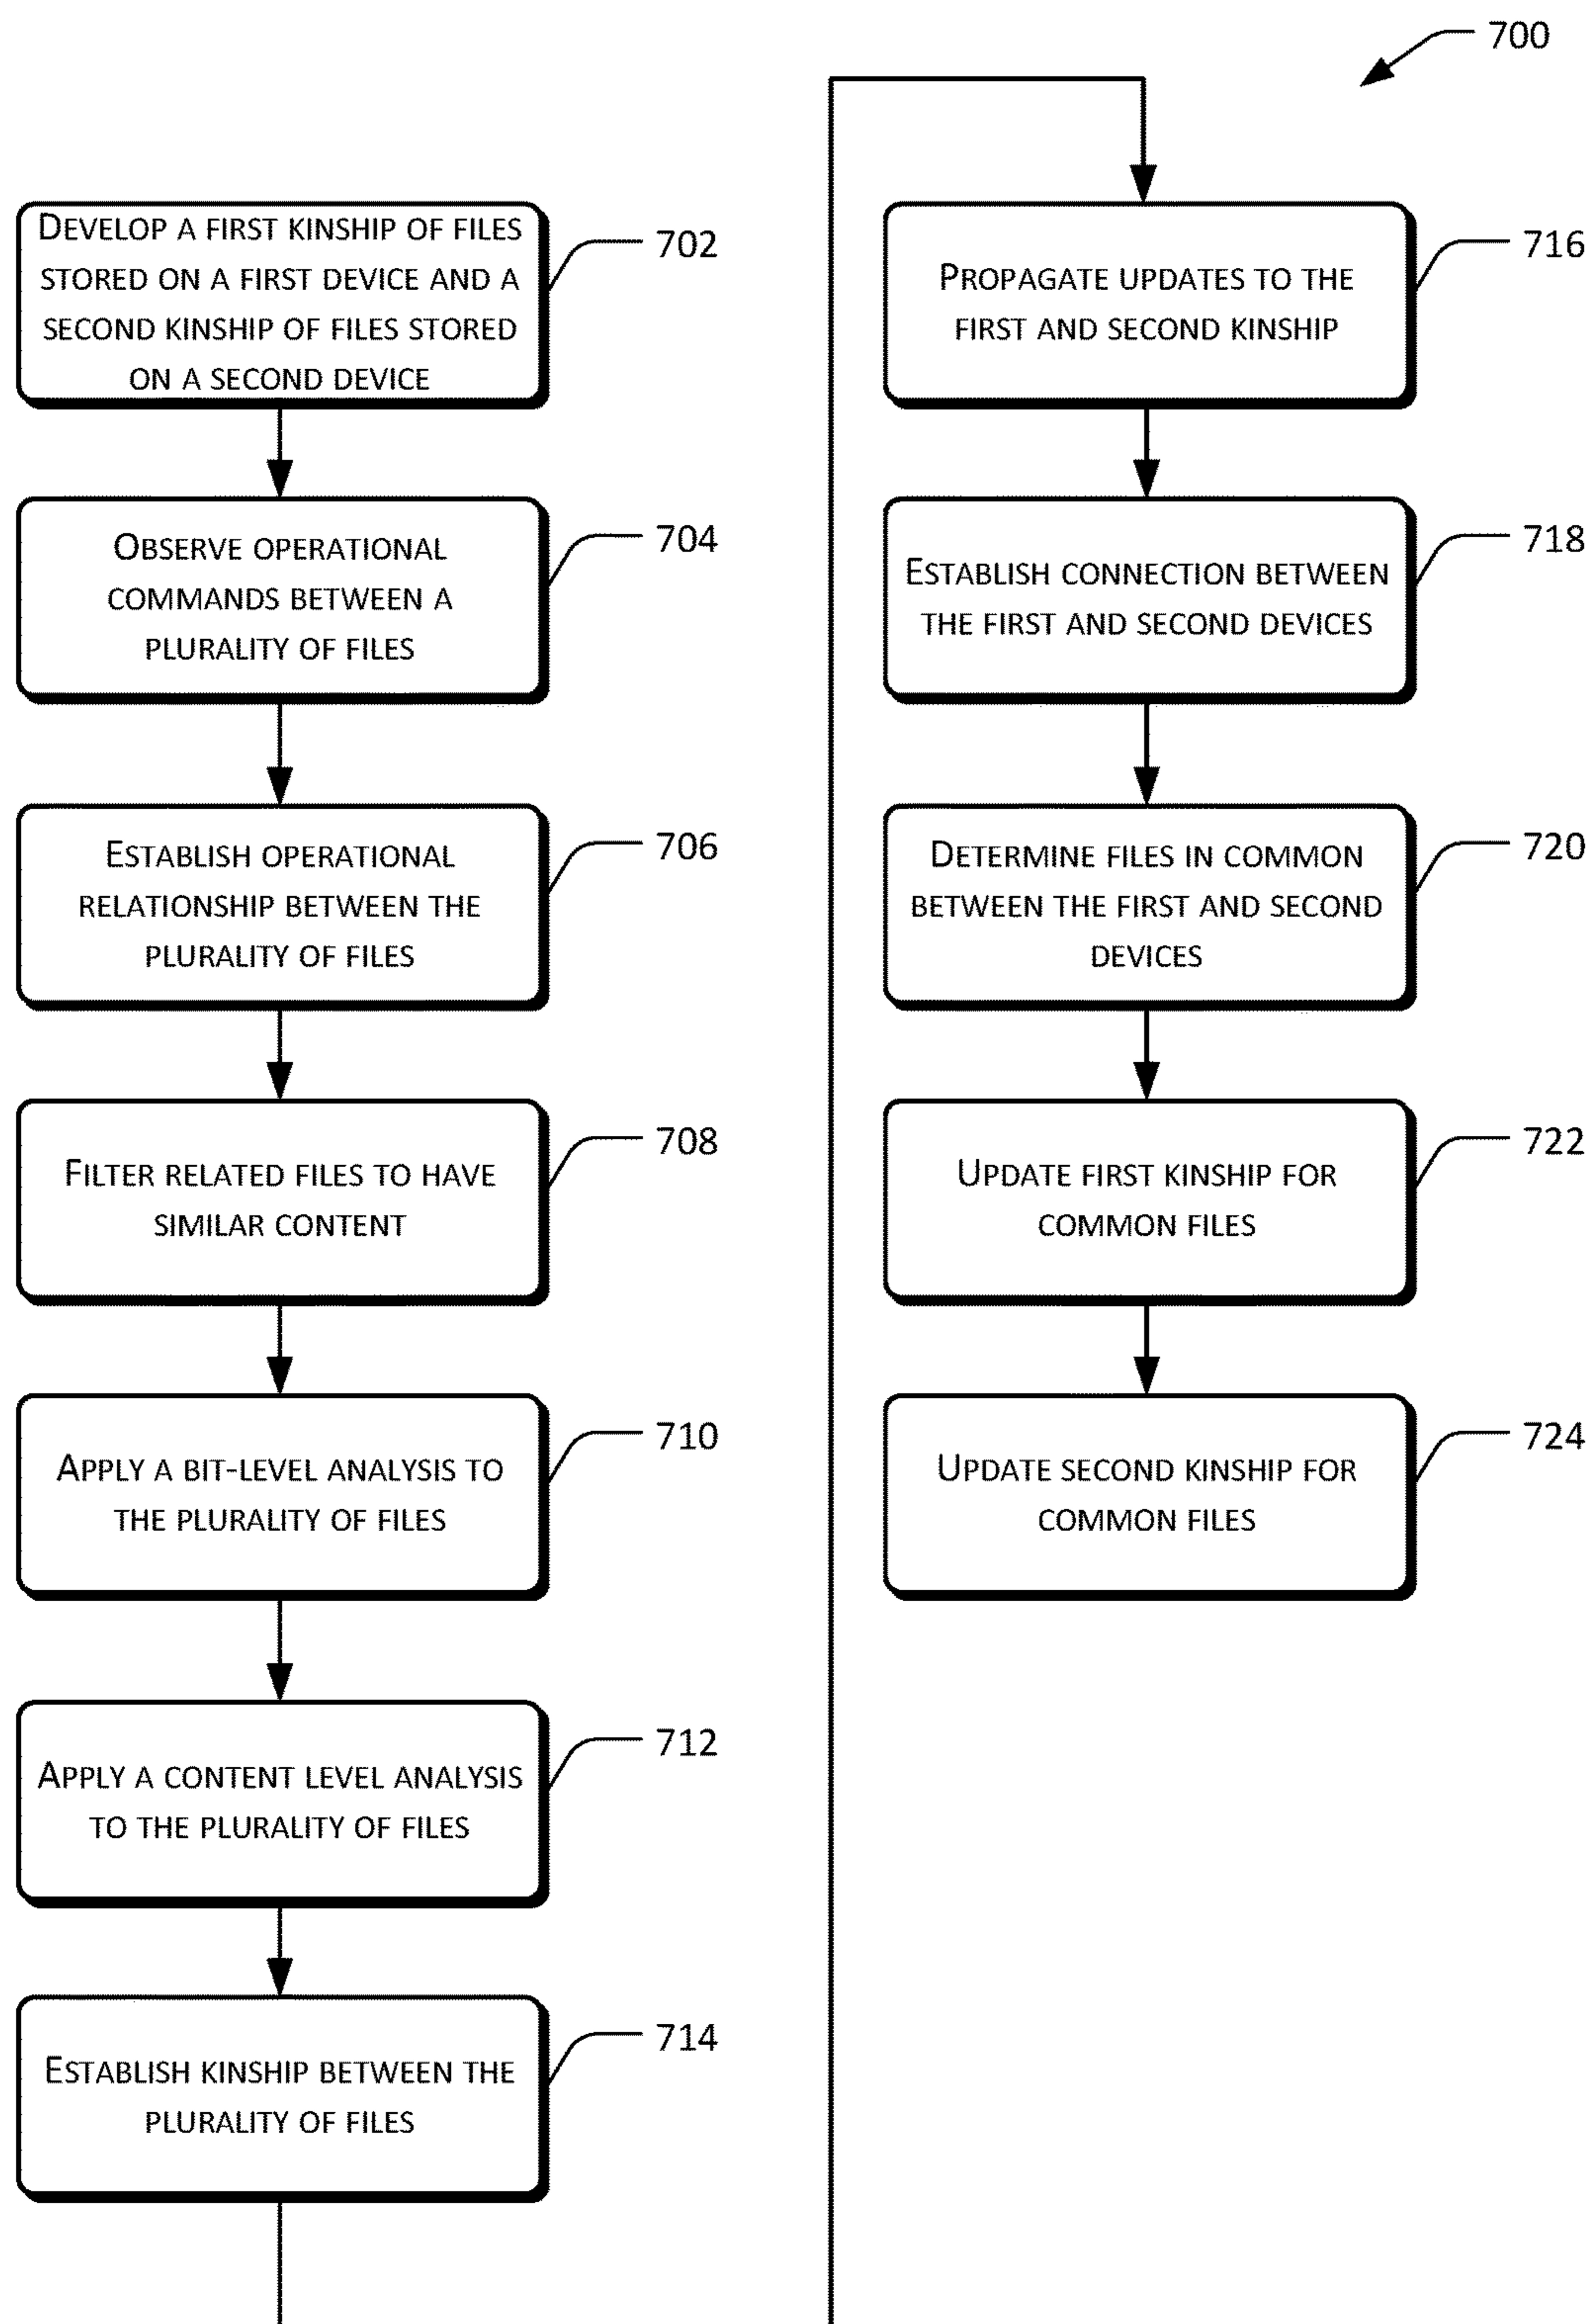 700
DEVELOP A FIRST KINSHIP OF FILES
STORED ON A FIRST DEVICE AND A
SECOND KINSHIP OF FILES STORED
ON A SECOND DEVICE
702
OBSERVE OPERATIONAL
COMMANDS BETWEEN A
PLURALITY OF FILES
704
ESTABLISH OPERATIONAL
RELATIONSHIP BETWEEN THE
PLURALITY OF FILES
706
FILTER RELATED FILES TO HAVE
SIMILAR CONTENT
708
APPLY A BIT-LEVEL ANALYSIS TO
THE PLURALITY OF FILES
710
APPLY A CONTENT LEVEL ANALYSIS
TO THE PLURALITY OF FILES
712
ESTABLISH KINSHIP BETWEEN THE
PLURALITY OF FILES
714
PROPAGATE UPDATES TO THE
FIRST AND SECOND KINSHIP
716
ESTABLISH CONNECTION BETWEEN
THE FIRST AND SECOND DEVICES
718
DETERMINE FILES IN COMMON
BETWEEN THE FIRST AND SECOND
DEVICES
720
UPDATE FIRST KINSHIP FOR
COMMON FILES
722
UPDATE SECOND KINSHIP FOR
COMMON FILES
724